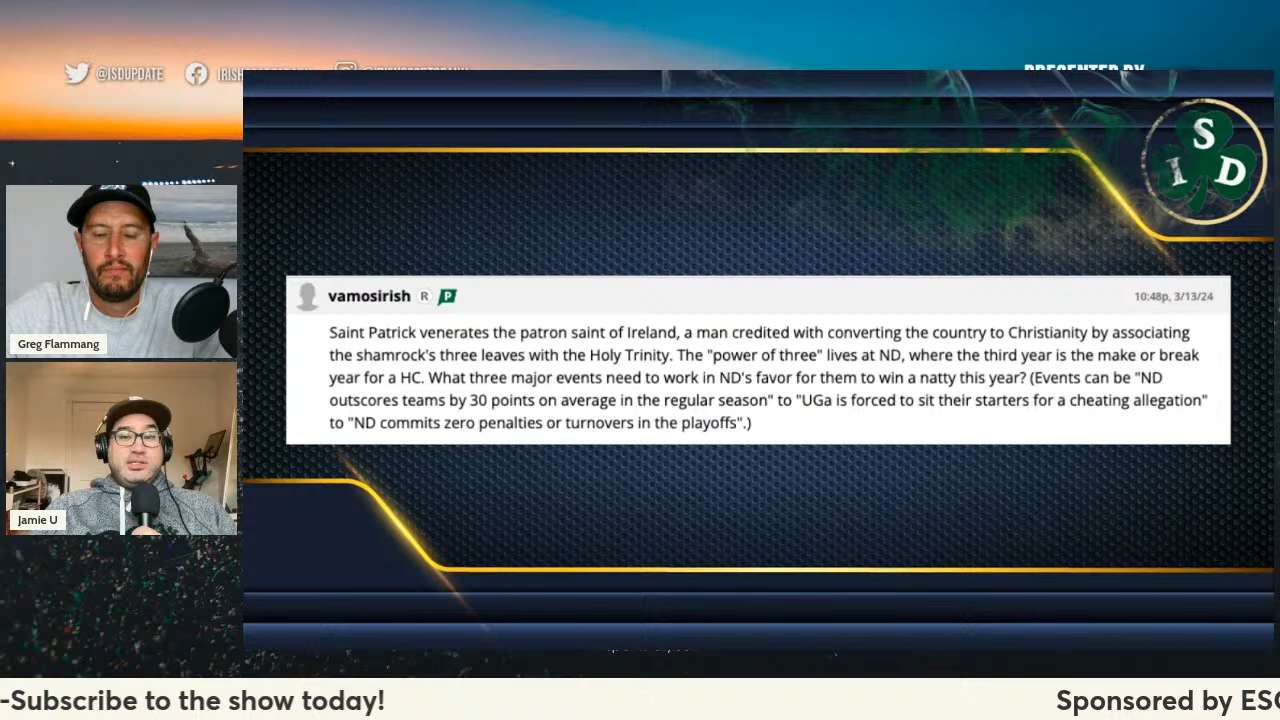 @ISDUPDATE
PRESENTED BY
S
I D
vamosirish R P
10:48p, 3/13/24
Saint Patrick venerates the patron saint of Ireland, a man credited with converting the country to Christianity by associating
the shamrock's three leaves with the Holy Trinity. The "power of three" lives at ND, where the third year is the make or break
year for a HC. What three major events need to work in ND's favor for them to win a natty this year? (Events can be "ND
outscores teams by 30 points on average in the regular season" to "UGa is forced to sit their starters for a cheating allegation"
to "ND commits zero penalties or turnovers in the playoffs".)
Greg Flammang
Jamie U
-Subscribe to the show today!
Sponsored by